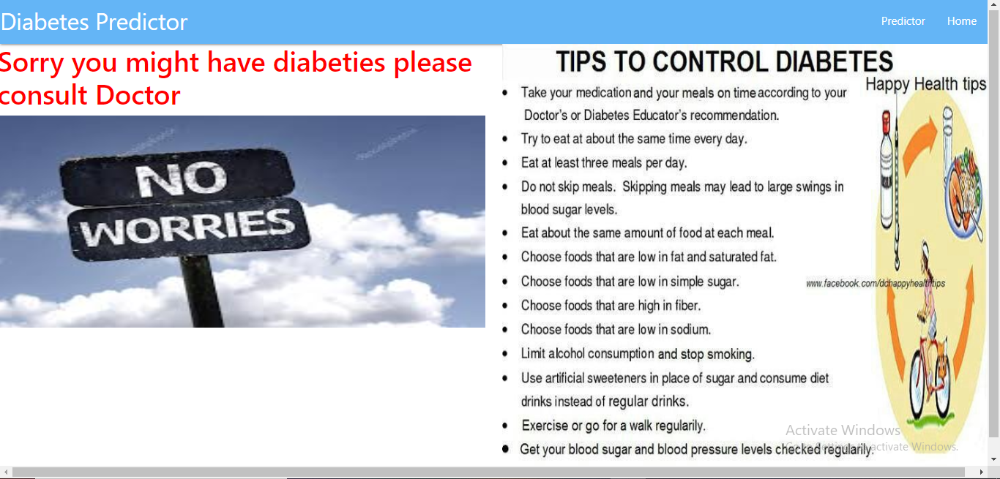 Diabetes Predictor
Predictor
Home
Sorry you might have diabeties please
consult Doctor
NO
WORRIES
TIPS TO CONTROL DIABETES
Happy Health tips
• Take your medication and your meals on time according to your
Doctor's or Diabetes Educator's recommendation.
• Try to eat at about the same time every day.
• Eat at least three meals per day.
• Do not skip meals. Skipping meals may lead to large swings in
blood sugar levels.
• Eat about the same amount of food at each meal.
• Choose foods that are low in fat and saturated fat.
• Choose foods that are low in simple sugar.
www.facebook.com/dchappyhealthtips
• Choose foods that are high in fiber.
• Choose foods that are low in sodium.
• Limit alcohol consumption and stop smoking.
• Use artificial sweeteners in place of sugar and consume diet
drinks instead of regular drinks.
• Exercise or go for a walk regularily.
• Get your blood sugar and blood pressure levels checked regularily.
Activate Windows
Go to Settings to activate Windows.